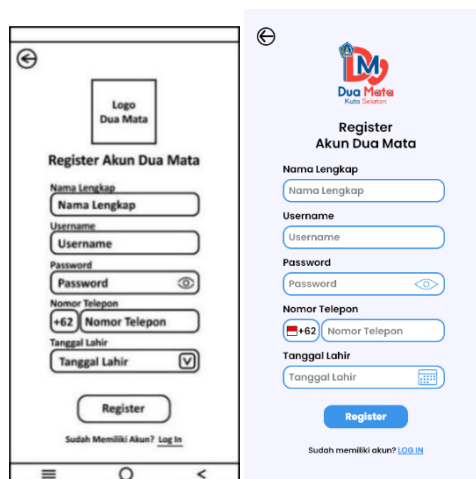 Logo
Dua Mata
Register Akun Dua Mata
Nama Lengkap
Nama Lengkap
Username
Username
Password
Password
Nomor Telepon
+62 Nomor Telepon
Tanggal Lahir
Tanggal Lahir
Register
Sudah Memiliki Akun? Log In
DM
Dua Mata
Kuta Selatan
Register
Akun Dua Mata
Nama Lengkap
Nama Lengkap
Username
Username
Password
Password
Nomor Telepon
+62 Nomor Telepon
Tanggal Lahir
Tanggal Lahir
Register
Sudah memiliki akun? LOG IN